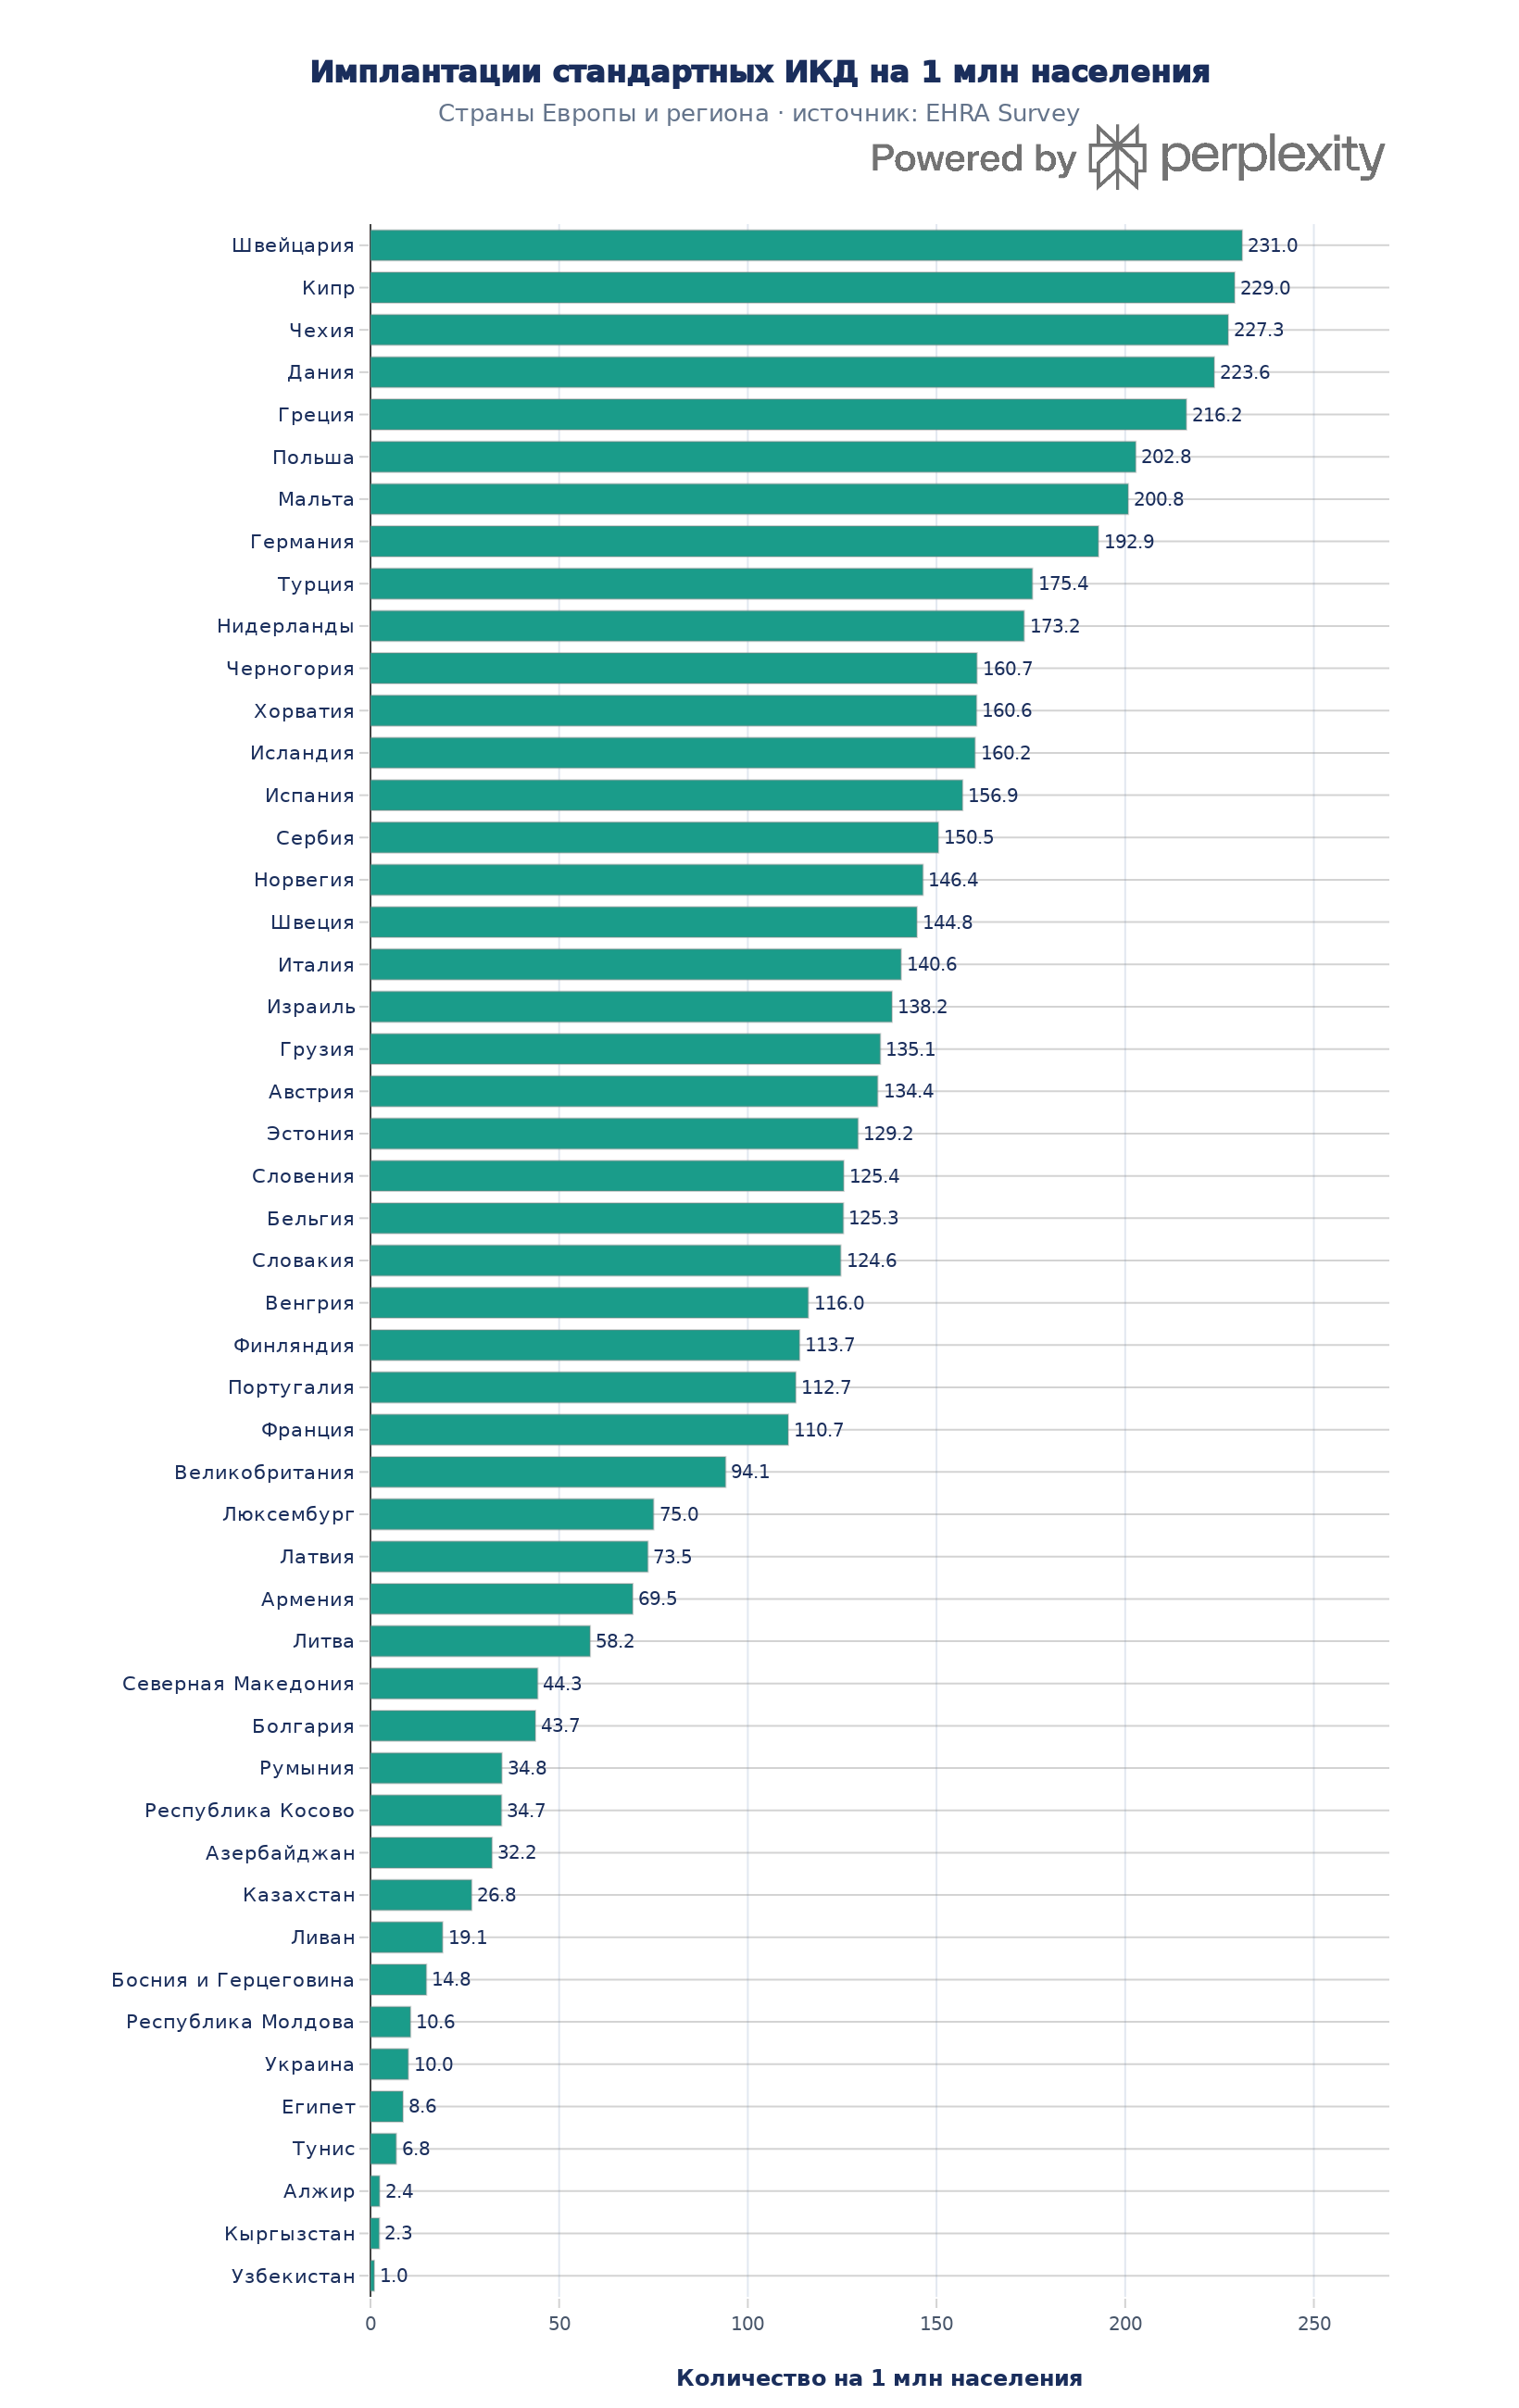 Имплантации стандартных ИКД на 1 млн населения
Страны Европы и региона · источник: EHRA Survey
Powered by perplexity
Швейцария 231.0
Кипр 229.0
Чехия 227.3
Дания 223.6
Греция 216.2
Польша 202.8
Мальта 200.8
Германия 192.9
Турция 175.4
Нидерланды 173.2
Черногория 160.7
Хорватия 160.6
Исландия 160.2
Испания 156.9
Сербия 150.5
Норвегия 146.4
Швеция 144.8
Италия 140.6
Израиль 138.2
Грузия 135.1
Австрия 134.4
Эстония 129.2
Словения 125.4
Бельгия 125.3
Словакия 124.6
Венгрия 116.0
Финляндия 113.7
Португалия 112.7
Франция 110.7
Великобритания 94.1
Люксембург 75.0
Латвия 73.5
Армения 69.5
Литва 58.2
Северная Македония 44.3
Болгария 43.7
Румыния 34.8
Республика Косово 34.7
Азербайджан 32.2
Казахстан 26.8
Ливан 19.1
Босния и Герцеговина 14.8
Республика Молдова 10.6
Украина 10.0
Египет 8.6
Тунис 6.8
Алжир 2.4
Кыргызстан 2.3
Узбекистан 1.0
0 50 100 150 200 250
Количество на 1 млн населения